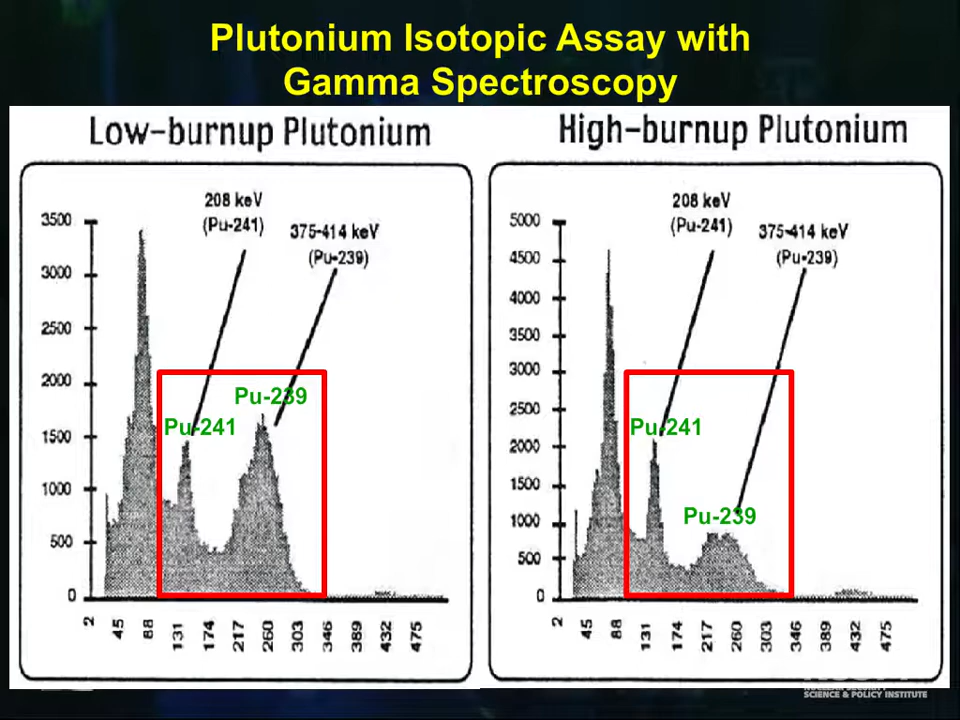 Plutonium Isotopic Assay with
Gamma Spectroscopy
Low-burnup Plutonium
208 keV
(Pu-241)
375-414 keV
(Pu-239)
3500
3000
2500
2000
1500
1000
500
0
Pu-239
Pu-241
2 45 88 131 174 217 260 303 346 389 432 475
High-burnup Plutonium
208 keV
(Pu-241)
375-414 keV
(Pu-239)
5000
4500
4000
3500
3000
2500
2000
1500
1000
500
0
Pu-241
Pu-239
2 45 88 131 174 217 260 303 346 389 432 475
SCIENCE & POLICY INSTITUTE